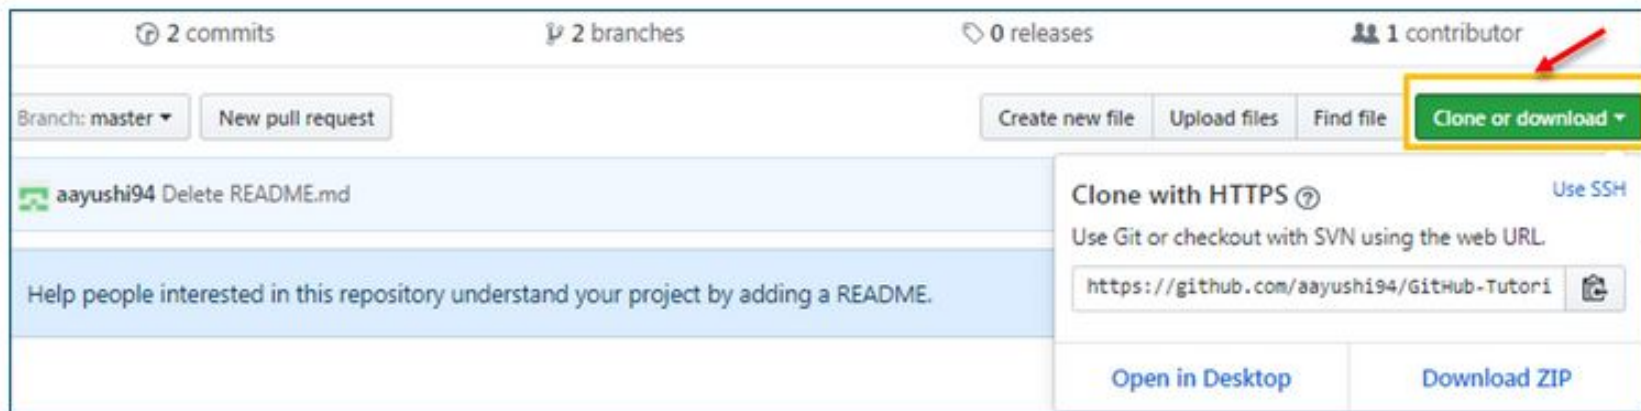 2 commits 2 branches 0 releases 1 contributor
Branch: master New pull request Create new file Upload files Find file Clone or download
aayushi94 Delete README.md
Help people interested in this repository understand your project by adding a README.
Clone with HTTPS Use SSH
Use Git or checkout with SVN using the web URL.
https://github.com/aayushi94/GitHub-Tutori
Open in Desktop Download ZIP